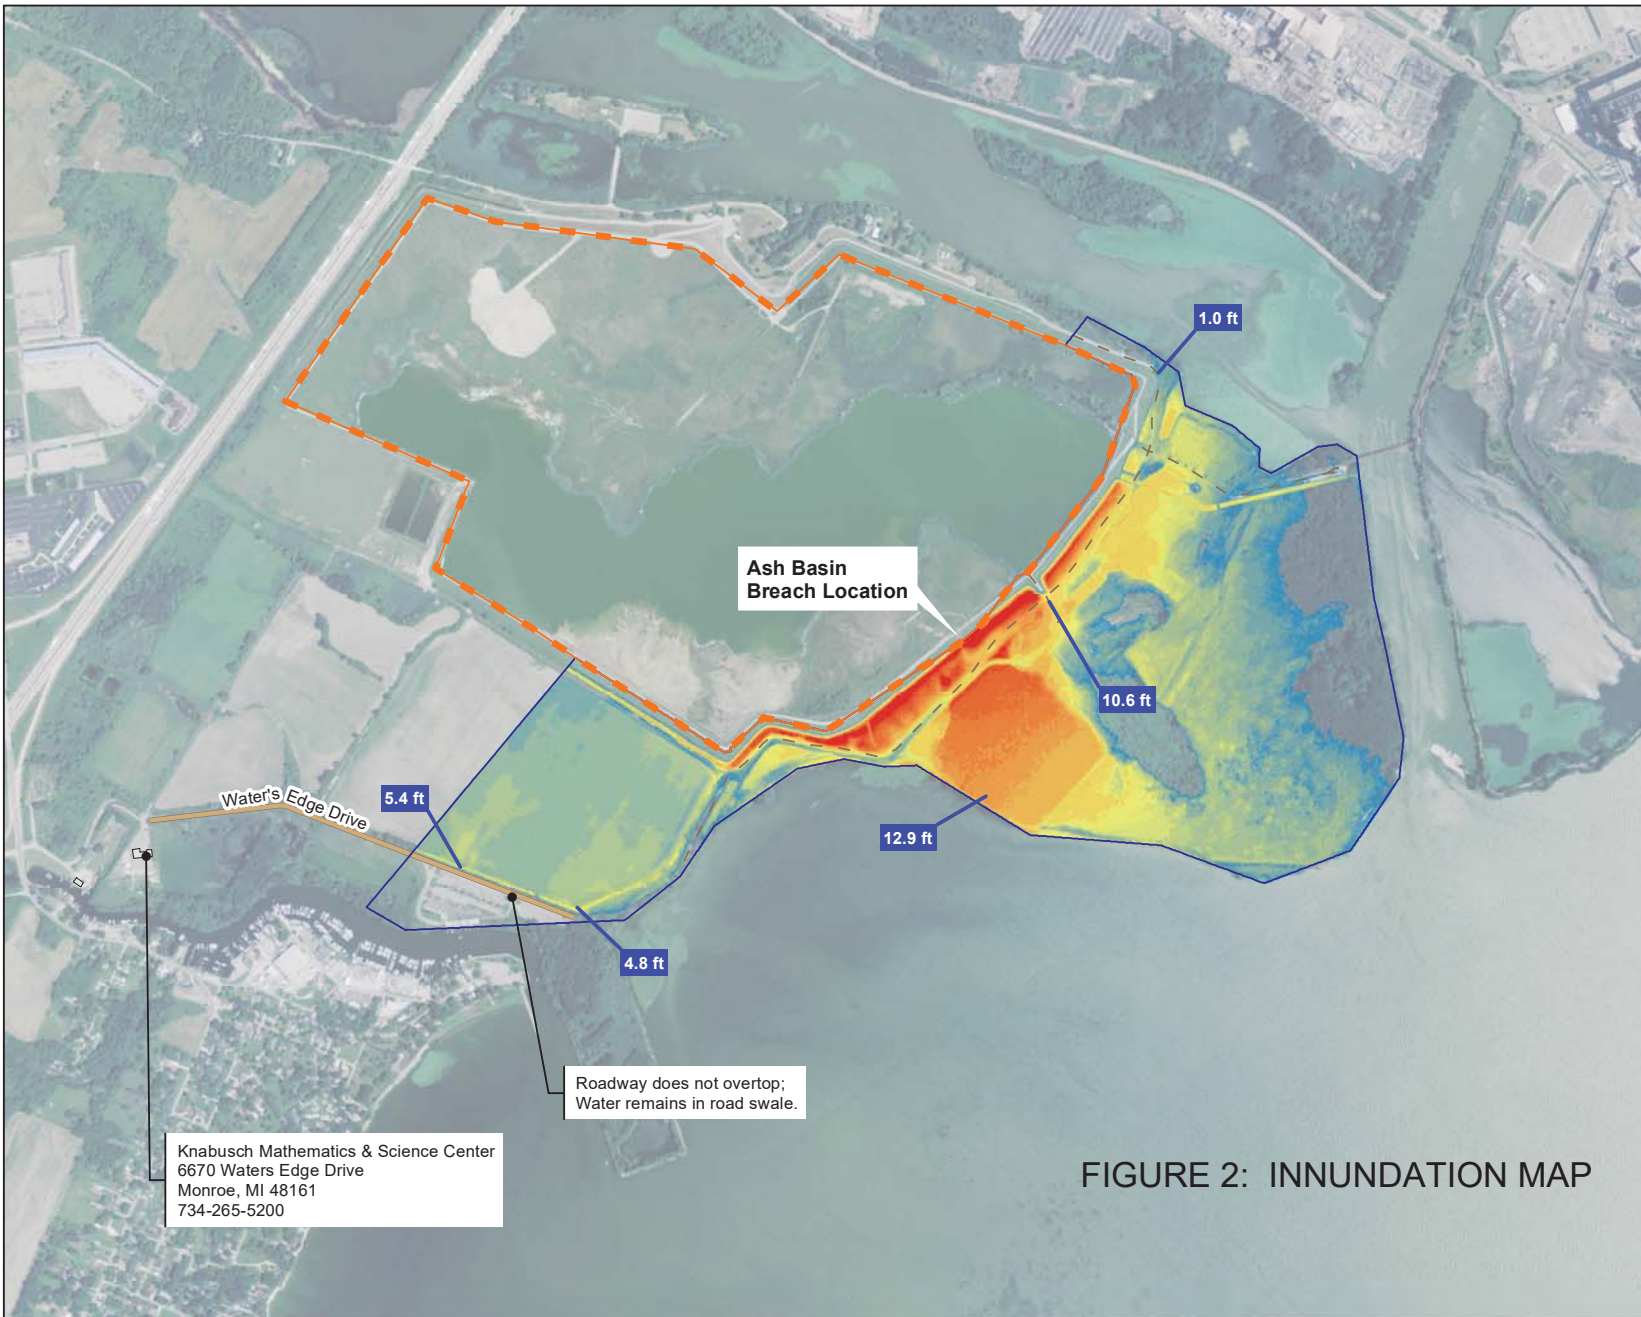 1.0 ft
Ash Basin
Breach Location
10.6 ft
Water's Edge Drive
5.4 ft
12.9 ft
4.8 ft
Roadway does not overtop;
Water remains in road swale.
Knabusch Mathematics & Science Center
6670 Waters Edge Drive
Monroe, MI 48161
734-265-5200
FIGURE 2: INNUNDATION MAP